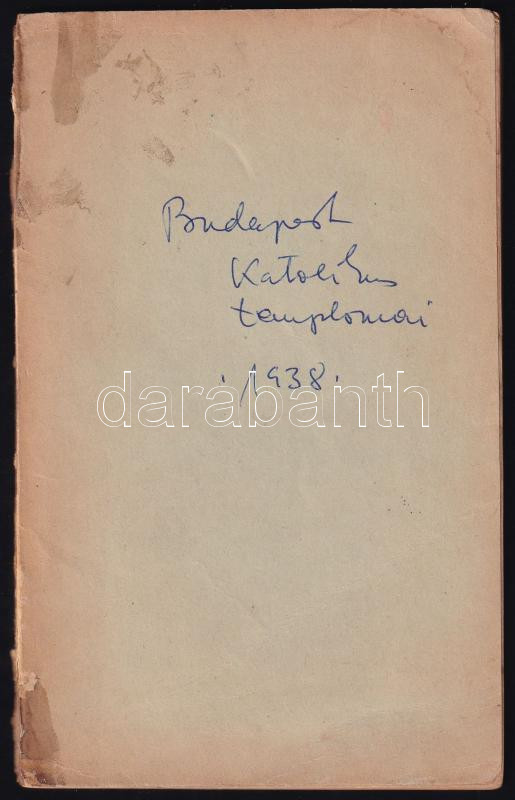 Budapest
Katolikus
templomai
. 1938.
darabanth